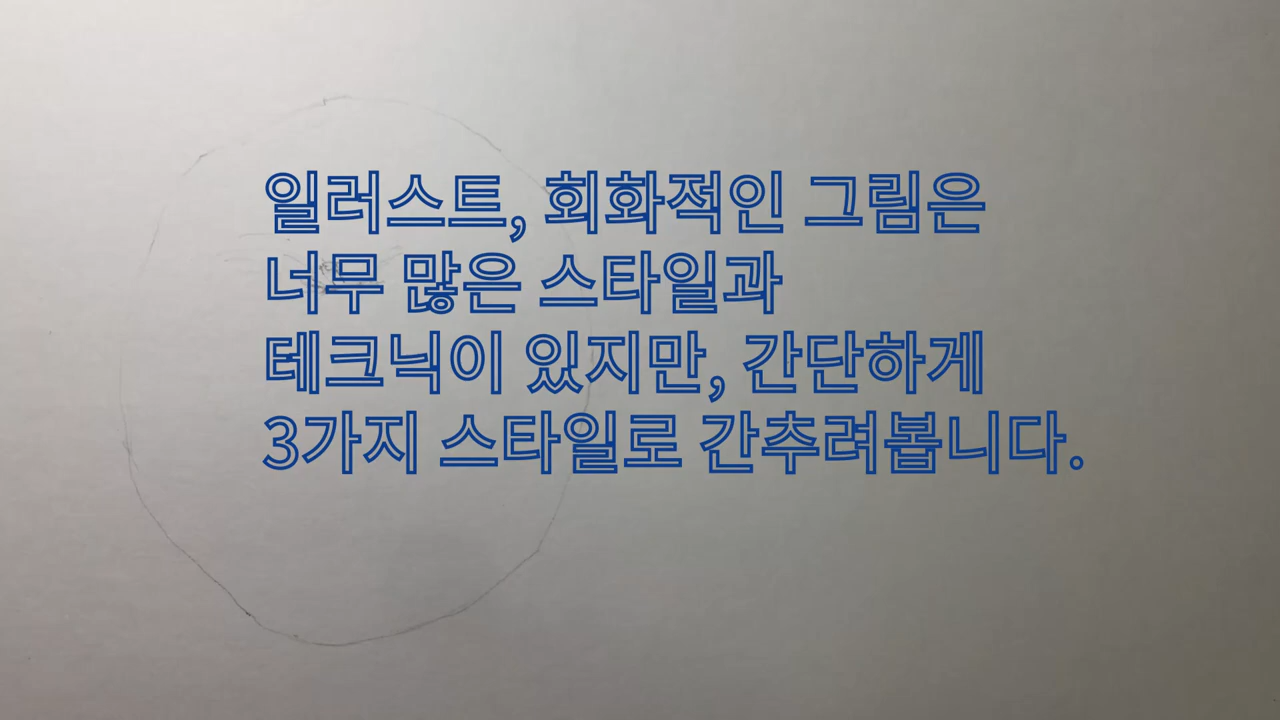 일러스트, 회화적인 그림은
너무 많은 스타일과
테크닉이 있지만, 간단하게
3가지 스타일로 간추려봅니다.